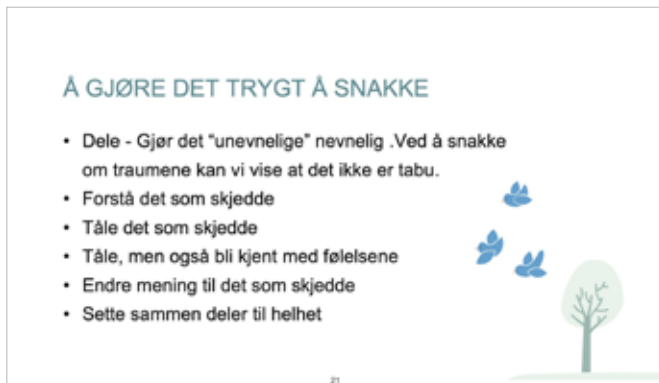 Å GJØRE DET TRYGT Å SNAKKE
• Dele - Gjør det “unevnelige” nevnelig .Ved å snakke
om traumene kan vi vise at det ikke er tabu.
• Forstå det som skjedde
• Tåle det som skjedde
• Tåle, men også bli kjent med følelsene
• Endre mening til det som skjedde
• Sette sammen deler til helhet
21